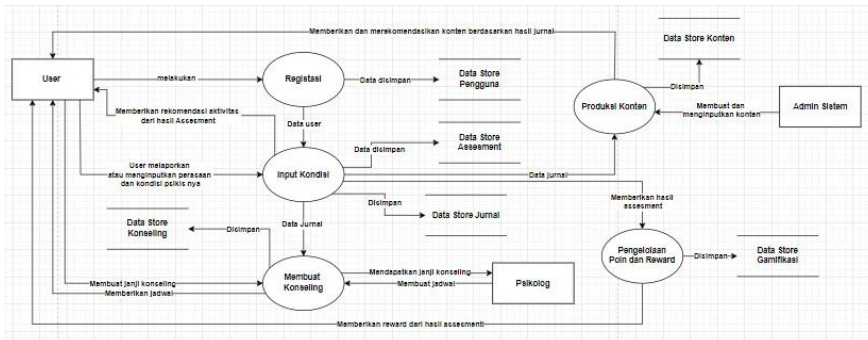 Memberikan dan merekomendasikan konten berdasarkan hasil jurnal
Data Store Konten
User
melakukan
Registasi
Data disimpan
Data Store
Pengguna
Disimpan
Produksi Konten
Membuat dan
menginputkan konten
Admin Sistem
Memberikan rekomendasi aktivitas
dari hasil Assesment
Data user
Data disimpan
Data Store
Assesment
User melaporkan
atau menginputkan perasaan
dan kondisi psikis nya
Input Kondisi
Data jurnal
Disimpan
Data Store Jurnal
Memberikan hasil
assesment
Data Store
Konseling
Disimpan
Data Jurnal
Pengelolaan
Poin dan Reward
Disimpan
Data Store
Gamifikasi
Membuat janji konseling
Memberikan jadwal
Membuat
Konseling
Mendapatkan janji konseling
Membuat jadwal
Psikolog
Memberikan reward dari hasil assesmenti